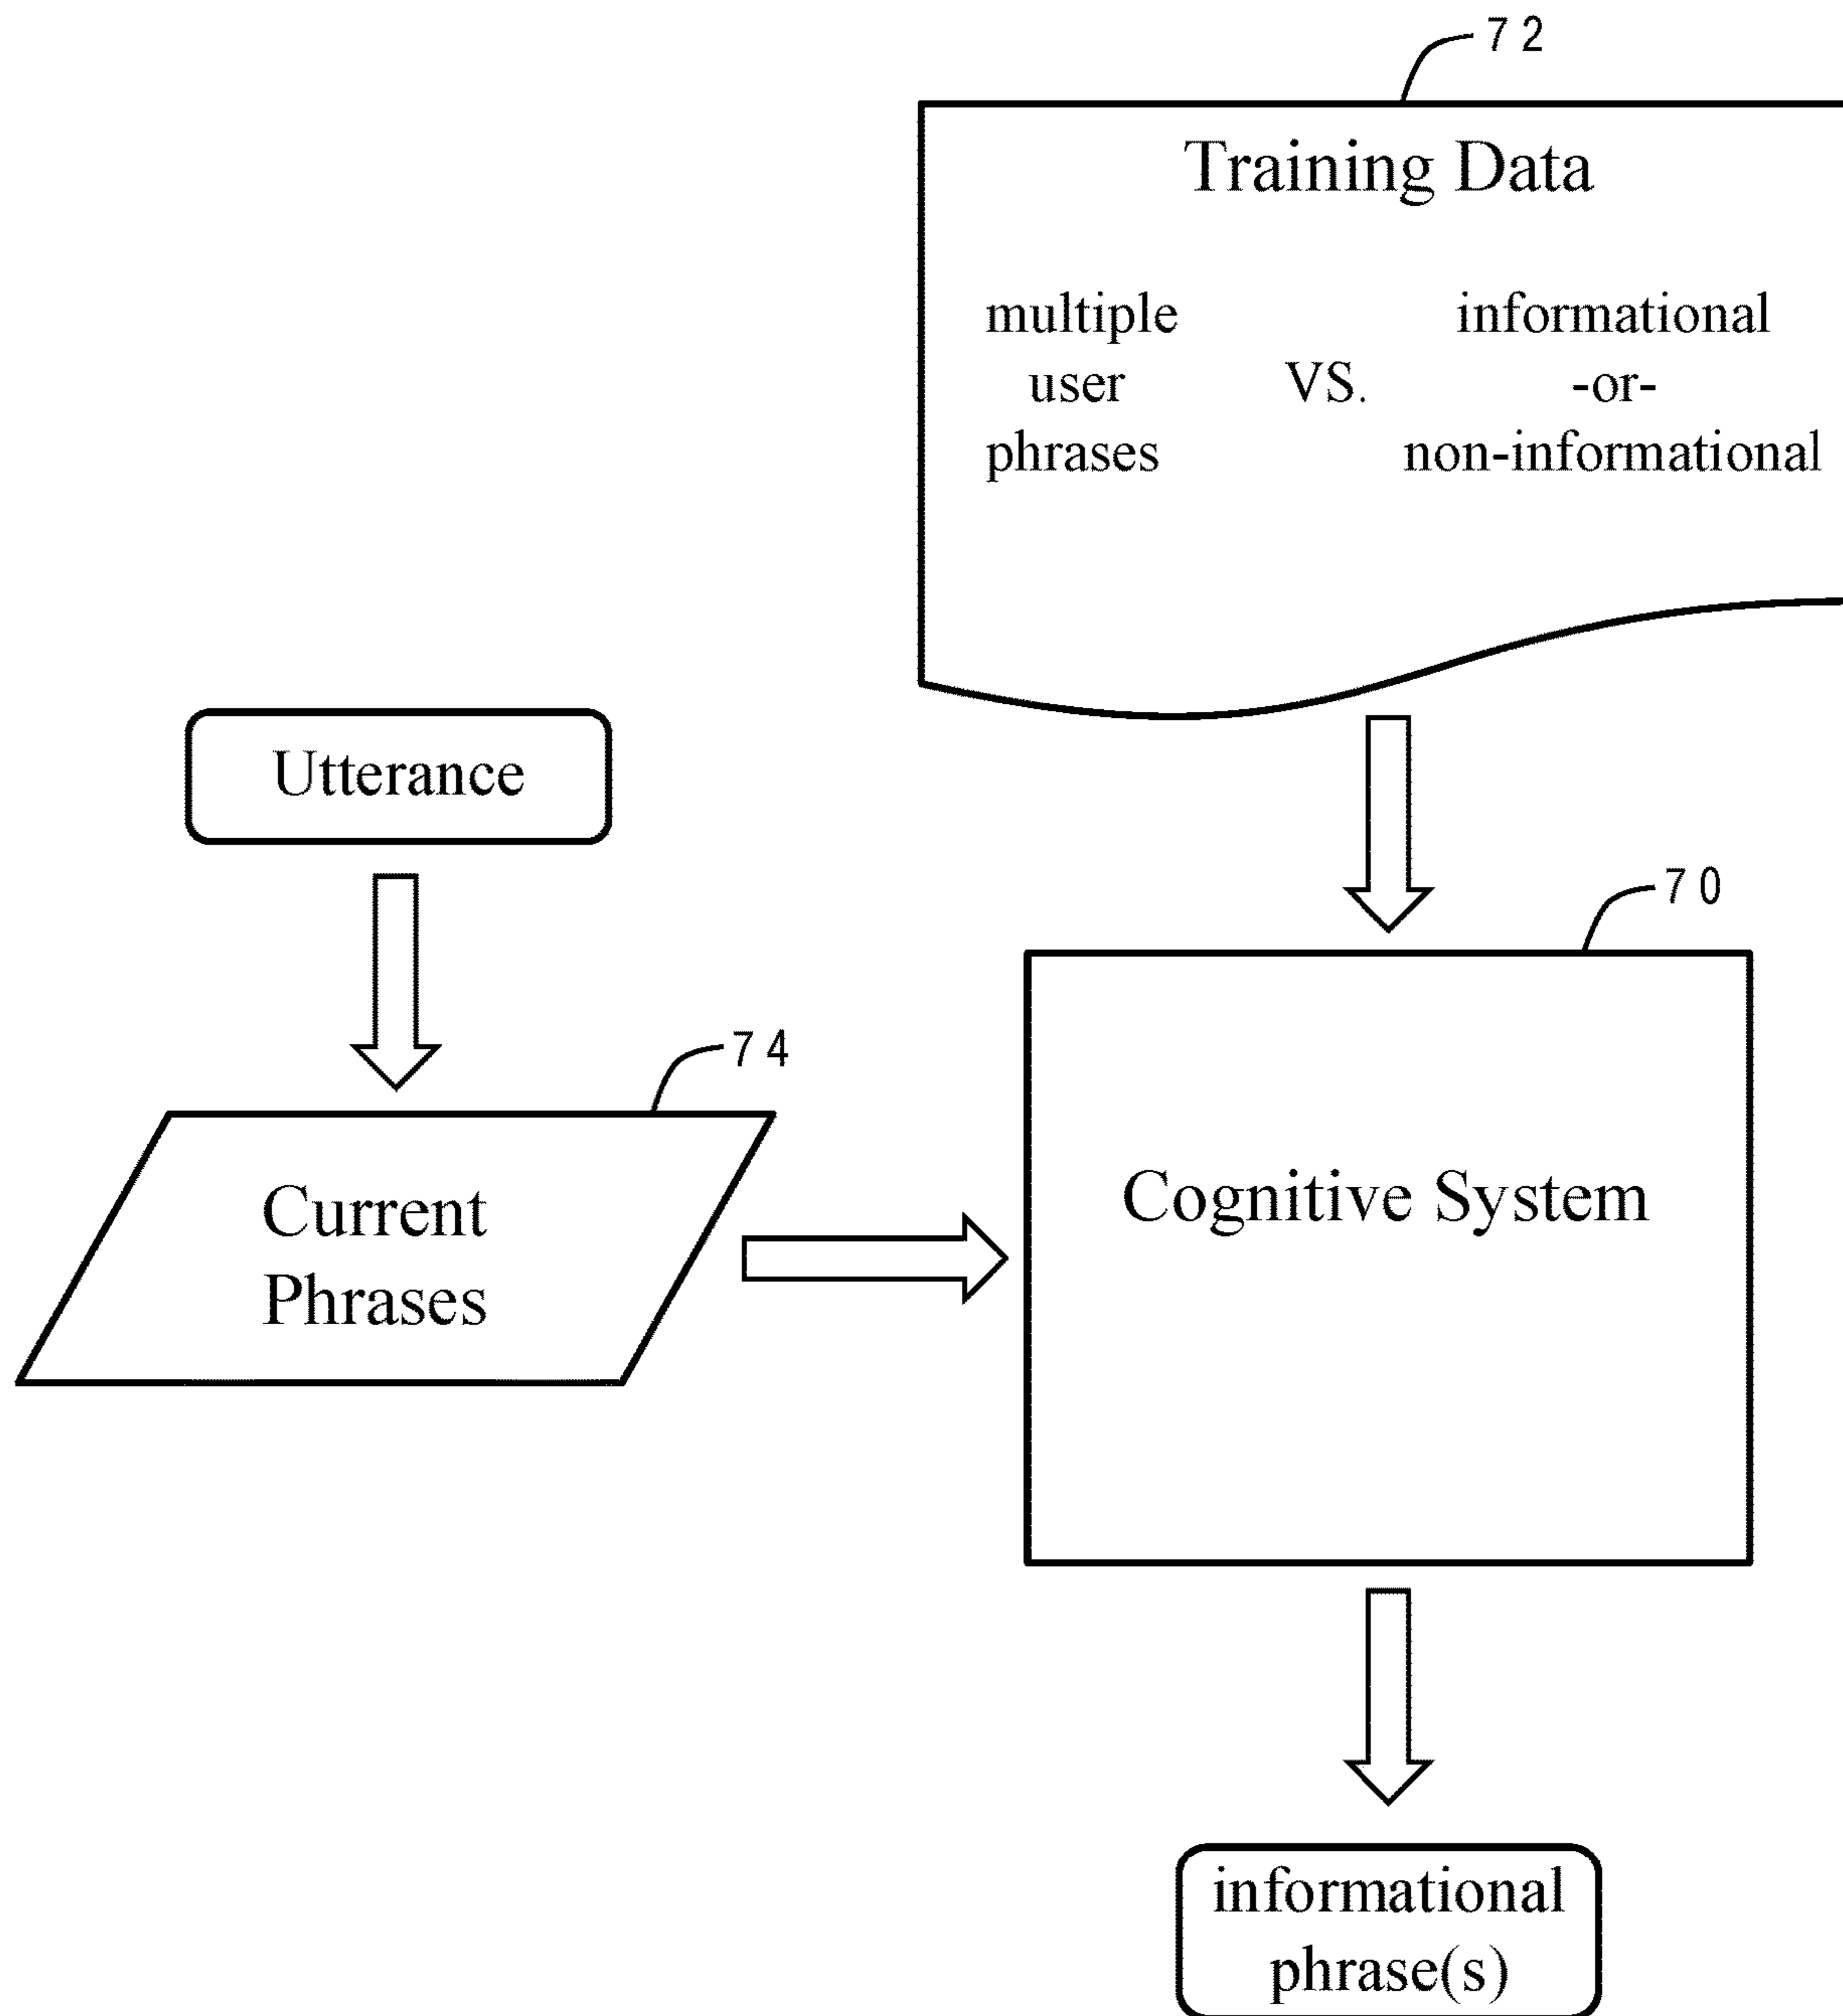 72
Training Data
multiple
user
phrases
VS.
informational
-or-
non-informational
Utterance
70
74
Current
Phrases
Cognitive System
informational
phrase(s)